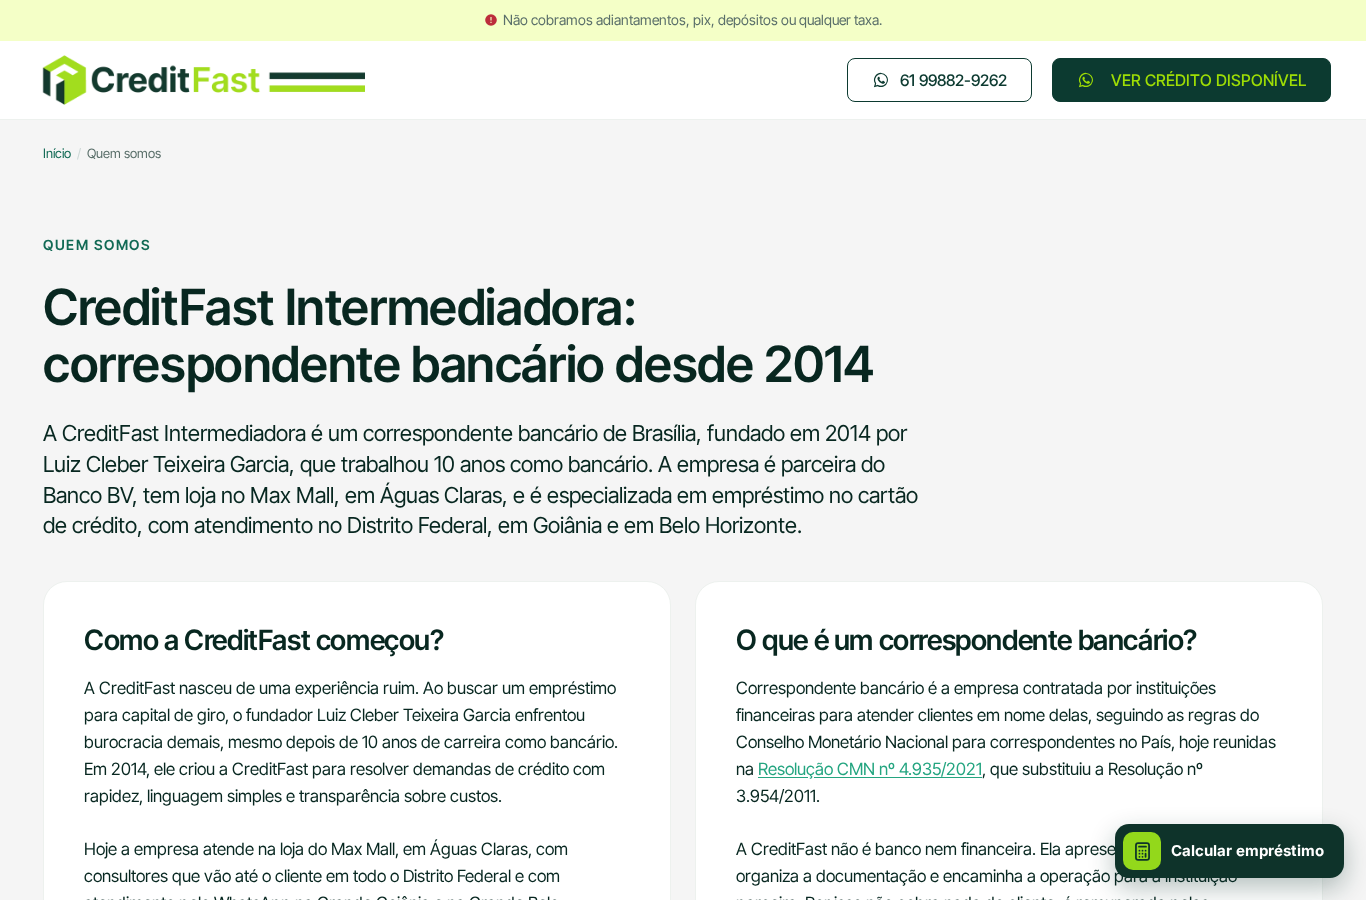 Não cobramos adiantamentos, pix, depósitos ou qualquer taxa.
CreditFast
61 99882-9262
VER CRÉDITO DISPONÍVEL
Início / Quem somos
QUEM SOMOS
CreditFast Intermediadora:
correspondente bancário desde 2014
A CreditFast Intermediadora é um correspondente bancário de Brasília, fundado em 2014 por
Luiz Cleber Teixeira Garcia, que trabalhou 10 anos como bancário. A empresa é parceira do
Banco BV, tem loja no Max Mall, em Águas Claras, e é especializada em empréstimo no cartão
de crédito, com atendimento no Distrito Federal, em Goiânia e em Belo Horizonte.
Como a CreditFast começou?
A CreditFast nasceu de uma experiência ruim. Ao buscar um empréstimo
para capital de giro, o fundador Luiz Cleber Teixeira Garcia enfrentou
burocracia demais, mesmo depois de 10 anos de carreira como bancário.
Em 2014, ele criou a CreditFast para resolver demandas de crédito com
rapidez, linguagem simples e transparência sobre custos.
Hoje a empresa atende na loja do Max Mall, em Águas Claras, com
consultores que vão até o cliente em todo o Distrito Federal e com
O que é um correspondente bancário?
Correspondente bancário é a empresa contratada por instituições
financeiras para atender clientes em nome delas, seguindo as regras do
Conselho Monetário Nacional para correspondentes no País, hoje reunidas
na Resolução CMN nº 4.935/2021, que substituiu a Resolução nº
3.954/2011.
A CreditFast não é banco nem financeira. Ela
organiza a documentação e encaminha a operação para a instituição
Calcular empréstimo